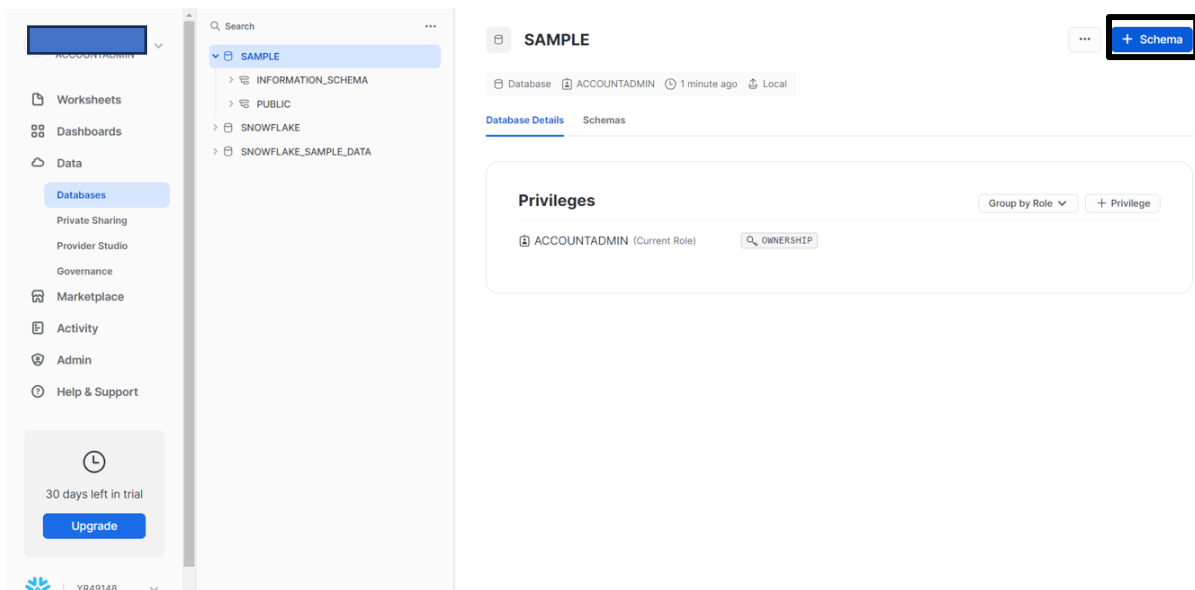 ACCOUNTADMIN
Worksheets
Dashboards
Data
Databases
Private Sharing
Provider Studio
Governance
Marketplace
Activity
Admin
Help & Support
30 days left in trial
Upgrade
YR49148
Search
SAMPLE
INFORMATION_SCHEMA
PUBLIC
SNOWFLAKE
SNOWFLAKE_SAMPLE_DATA
SAMPLE
... + Schema
Database ACCOUNTADMIN 1 minute ago Local
Database Details Schemas
Privileges Group by Role + Privilege
ACCOUNTADMIN (Current Role) OWNERSHIP